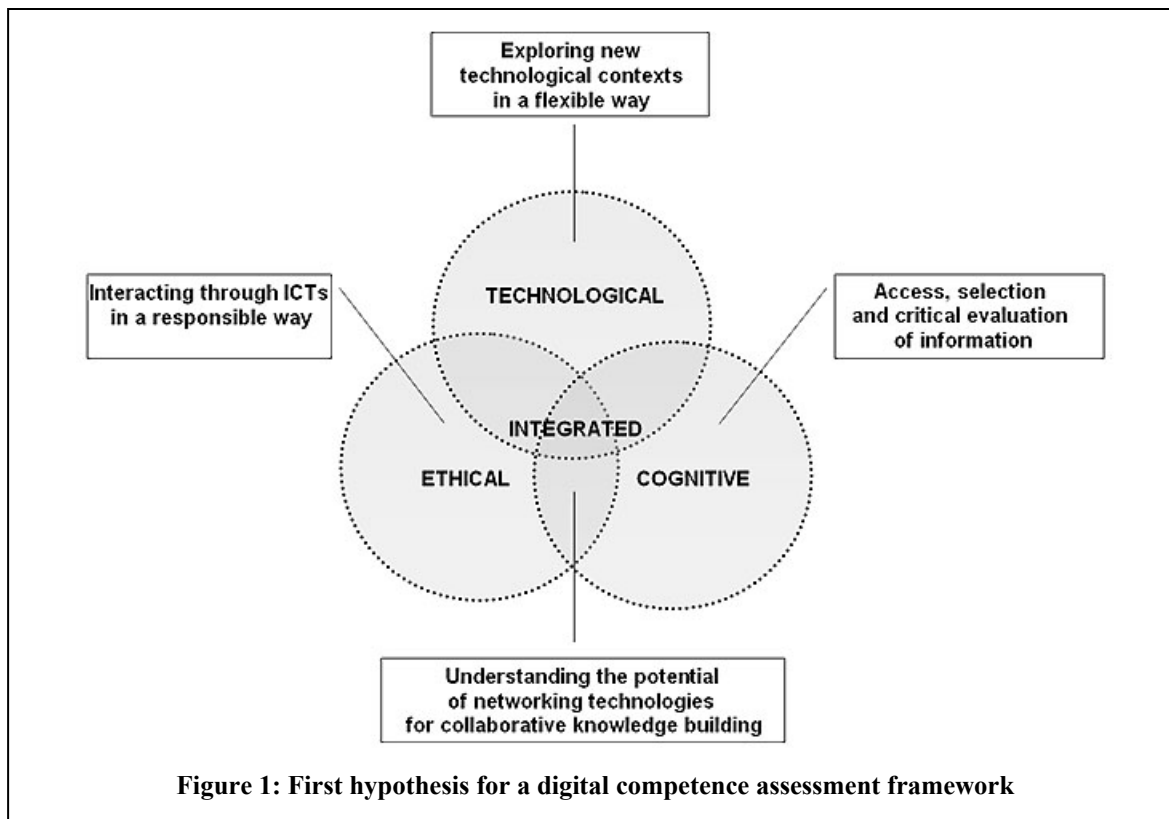 Exploring new
technological contexts
in a flexible way
Interacting through ICTs
in a responsible way
TECHNOLOGICAL
Access, selection
and critical evaluation
of information
INTEGRATED
ETHICAL
COGNITIVE
Understanding the potential
of networking technologies
for collaborative knowledge building
Figure 1: First hypothesis for a digital competence assessment framework